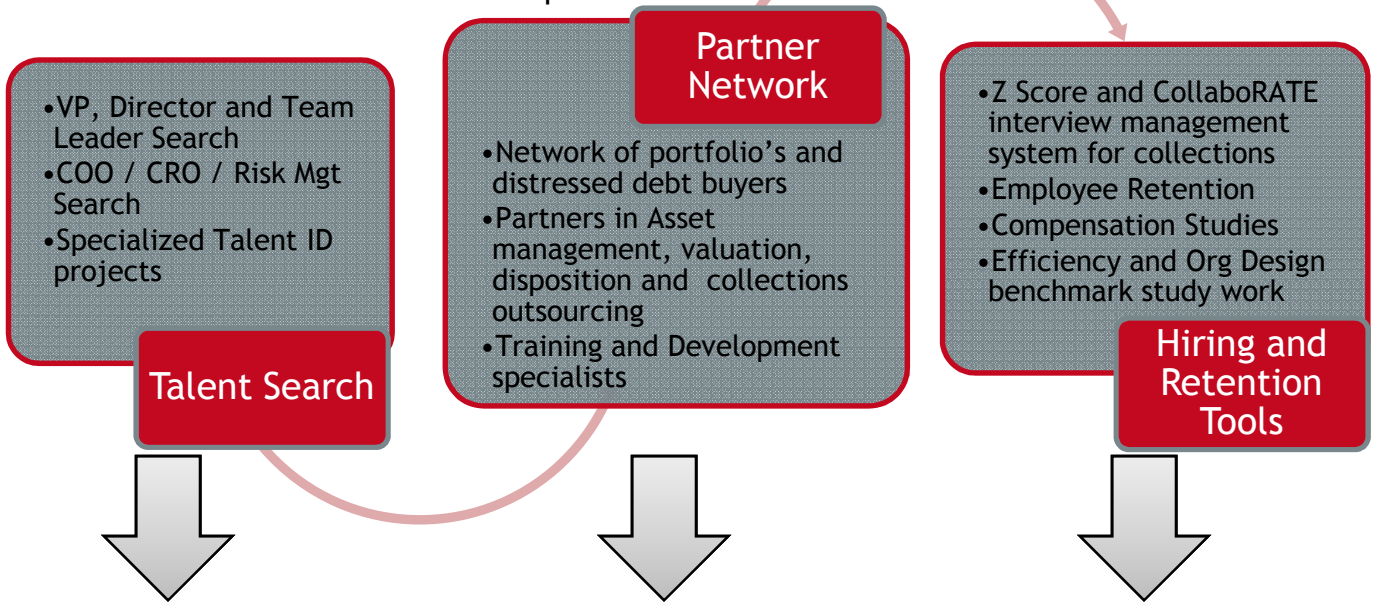 •VP, Director and Team
Leader Search
•COO / CRO / Risk Mgt
Search
•Specialized Talent ID
projects
Talent Search
Partner
Network
•Network of portfolio’s and
distressed debt buyers
•Partners in Asset
management, valuation,
disposition and collections
outsourcing
•Training and Development
specialists
•Z Score and CollaboRATE
interview management
system for collections
•Employee Retention
•Compensation Studies
•Efficiency and Org Design
benchmark study work
Hiring and
Retention
Tools